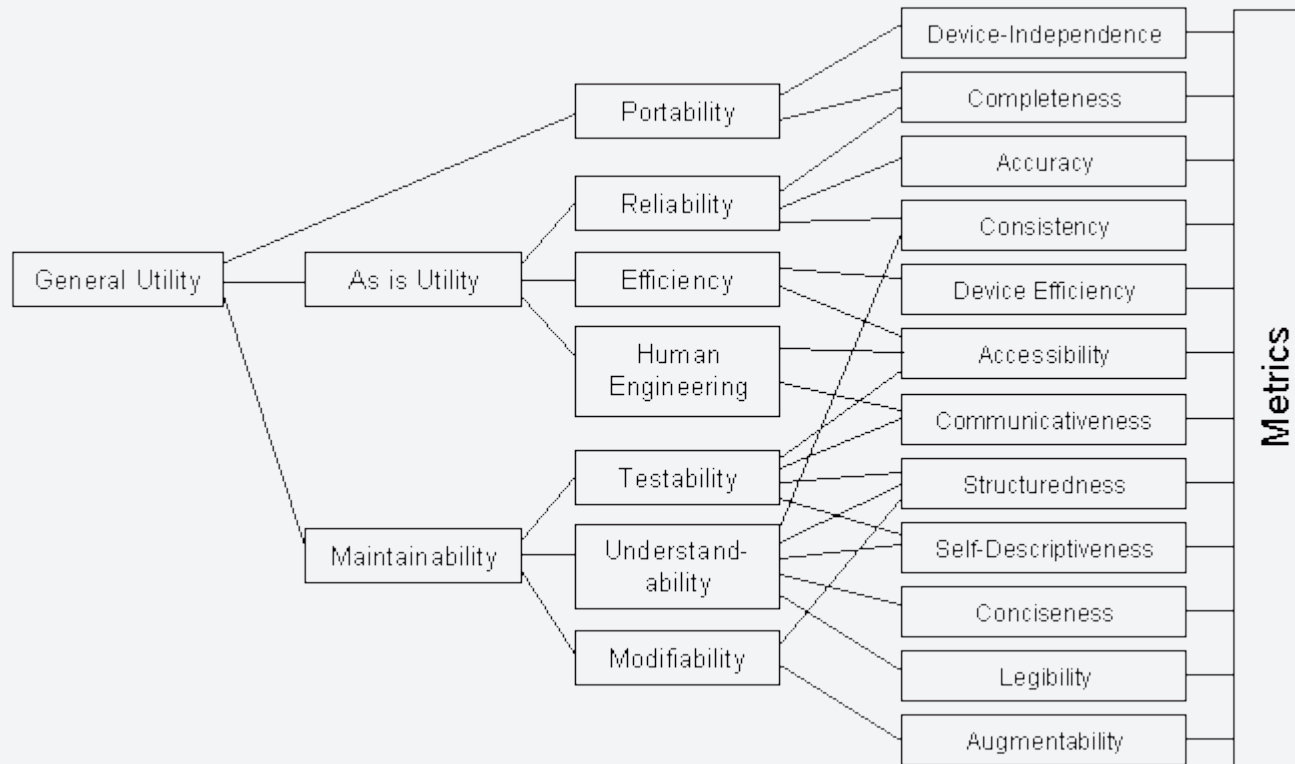 General Utility
As is Utility
Maintainability
Portability
Reliability
Efficiency
Human
Engineering
Testability
Understand-
ability
Modifiability
Device-Independence
Completeness
Accuracy
Consistency
Device Efficiency
Accessibility
Communicativeness
Structuredness
Self-Descriptiveness
Conciseness
Legibility
Augmentability
Metrics